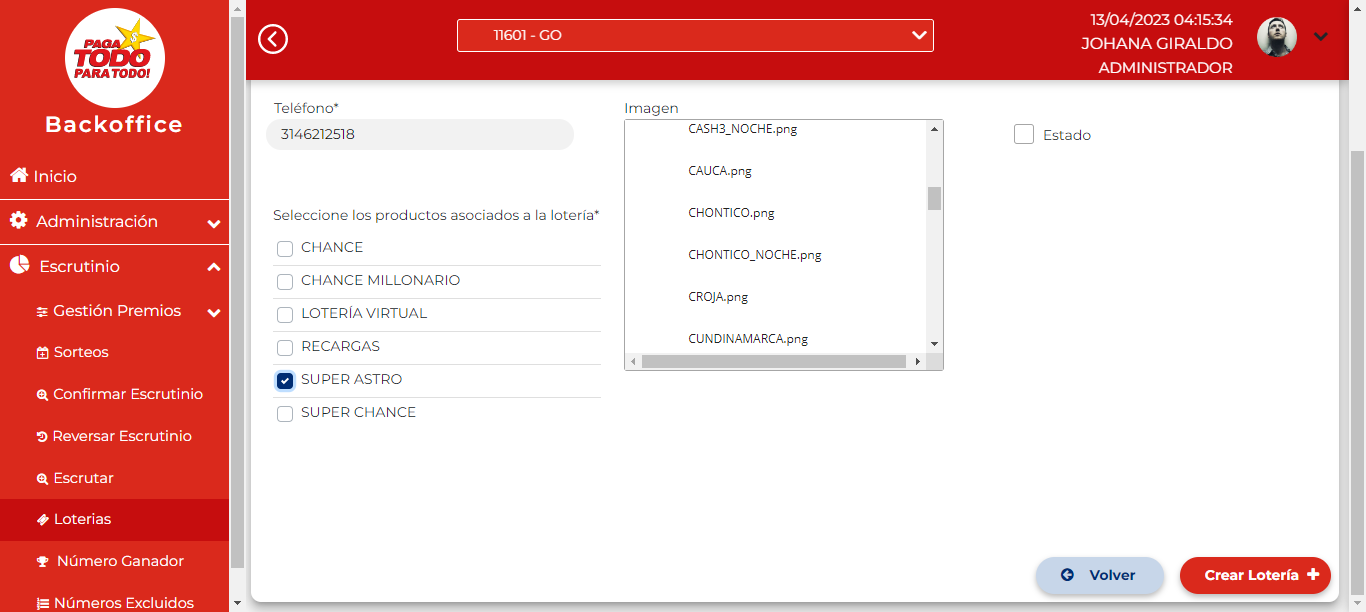 PAGA
TODO
PARA TODO!
Backoffice
Inicio
Administración
Escrutinio
Gestión Premios
Sorteos
Confirmar Escrutinio
Reversar Escrutinio
Escrutar
Loterias
Número Ganador
Números Excluidos
11601 - GO
13/04/2023 04:15:34
JOHANA GIRALDO
ADMINISTRADOR
Teléfono*
3146212518
Seleccione los productos asociados a la lotería*
CHANCE
CHANCE MILLONARIO
LOTERÍA VIRTUAL
RECARGAS
SUPER ASTRO
SUPER CHANCE
Imagen
CASH3_NOCHE.png
CAUCA.png
CHONTICO.png
CHONTICO_NOCHE.png
CROJA.png
CUNDINAMARCA.png
Estado
Volver
Crear Lotería